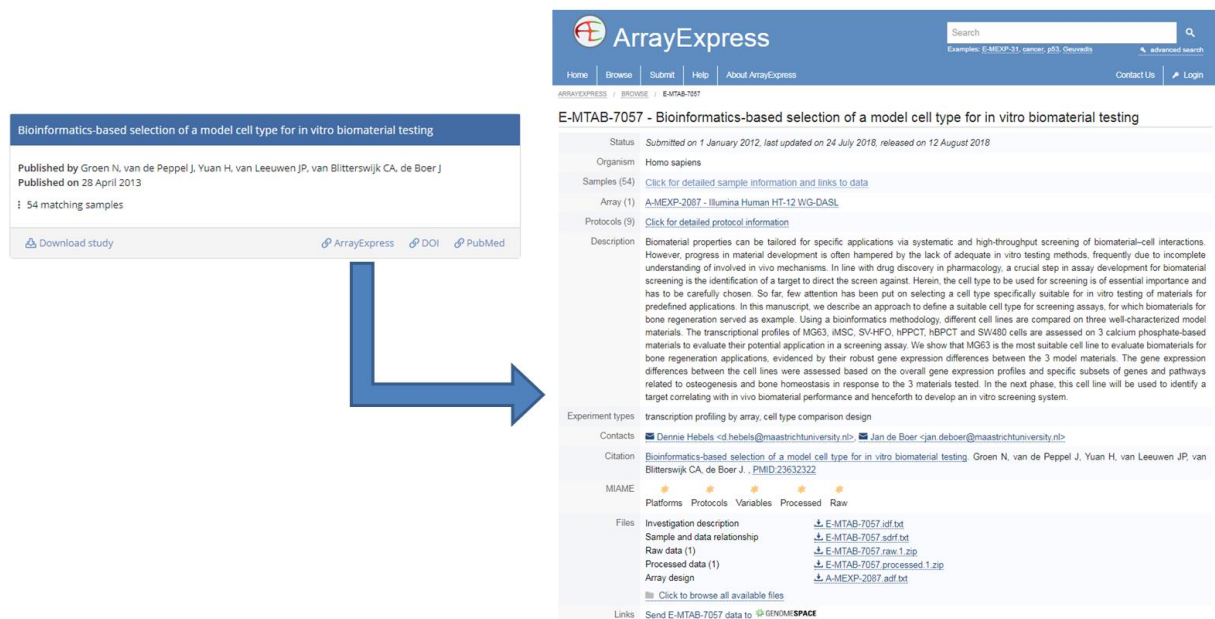 Bioinformatics-based selection of a model cell type for in vitro biomaterial testing
Published by Groen N, van de Peppel J, Yuan H, van Leeuwen JP, van Blitterswijk CA, de Boer J
Published on 28 April 2013
54 matching samples
Download study
ArrayExpress
DOI
PubMed
ArrayExpress
Search
Examples: E-MEXP-31, cancer, p53, Geuvadis
advanced search
Home
Browse
Submit
Help
About ArrayExpress
Contact Us
Login
ARRAYEXPRESS / BROWSE / E-MTAB-7057
E-MTAB-7057 - Bioinformatics-based selection of a model cell type for in vitro biomaterial testing
Status Submitted on 1 January 2012, last updated on 24 July 2018, released on 12 August 2018
Organism Homo sapiens
Samples (54) Click for detailed sample information and links to data
Array (1) A-MEXP-2087 - Illumina Human HT-12 WG-DASL
Protocols (9) Click for detailed protocol information
Description Biomaterial properties can be tailored for specific applications via systematic and high-throughput screening of biomaterial–cell interactions.
However, progress in material development is often hampered by the lack of adequate in vitro testing methods, frequently due to incomplete
understanding of involved in vivo mechanisms. In line with drug discovery in pharmacology, a crucial step in assay development for biomaterial
screening is the identification of a target to direct the screen against. Herein, the cell type to be used for screening is of essential importance and
has to be carefully chosen. So far, few attention has been put on selecting a cell type specifically suitable for in vitro testing of materials for
predefined applications. In this manuscript, we describe an approach to define a suitable cell type for screening assays, for which biomaterials for
bone regeneration served as example. Using a bioinformatics methodology, different cell lines are compared on three well-characterized model
materials. The transcriptional profiles of MG63, iMSC, SV-HFO, hPPCT, hBPCT and SW480 cells are assessed on 3 calcium phosphate-based
materials to evaluate their potential application in a screening assay. We show that MG63 is the most suitable cell line to evaluate biomaterials for
bone regeneration applications, evidenced by their robust gene expression differences between the 3 model materials. The gene expression
differences between the cell lines were assessed based on the overall gene expression profiles and specific subsets of genes and pathways
related to osteogenesis and bone homeostasis in response to the 3 materials tested. In the next phase, this cell line will be used to identify a
target correlating with in vivo biomaterial performance and henceforth to develop an in vitro screening system.
Experiment types transcription profiling by array, cell type comparison design
Contacts Dennie Hebels <d.hebels@maastrichtuniversity.nl>, Jan de Boer <jan.deboer@maastrichtuniversity.nl>
Citation Bioinformatics-based selection of a model cell type for in vitro biomaterial testing. Groen N, van de Peppel J, Yuan H, van Leeuwen JP, van
Blitterswijk CA, de Boer J. , PMID:23632322
MIAME
Platforms Protocols Variables Processed Raw
Files Investigation description E-MTAB-7057.idf.txt
Sample and data relationship E-MTAB-7057.sdrf.txt
Raw data (1) E-MTAB-7057.raw.1.zip
Processed data (1) E-MTAB-7057.processed.1.zip
Array design A-MEXP-2087.adf.txt
Click to browse all available files
Links Send E-MTAB-7057 data to GENOMESPACE